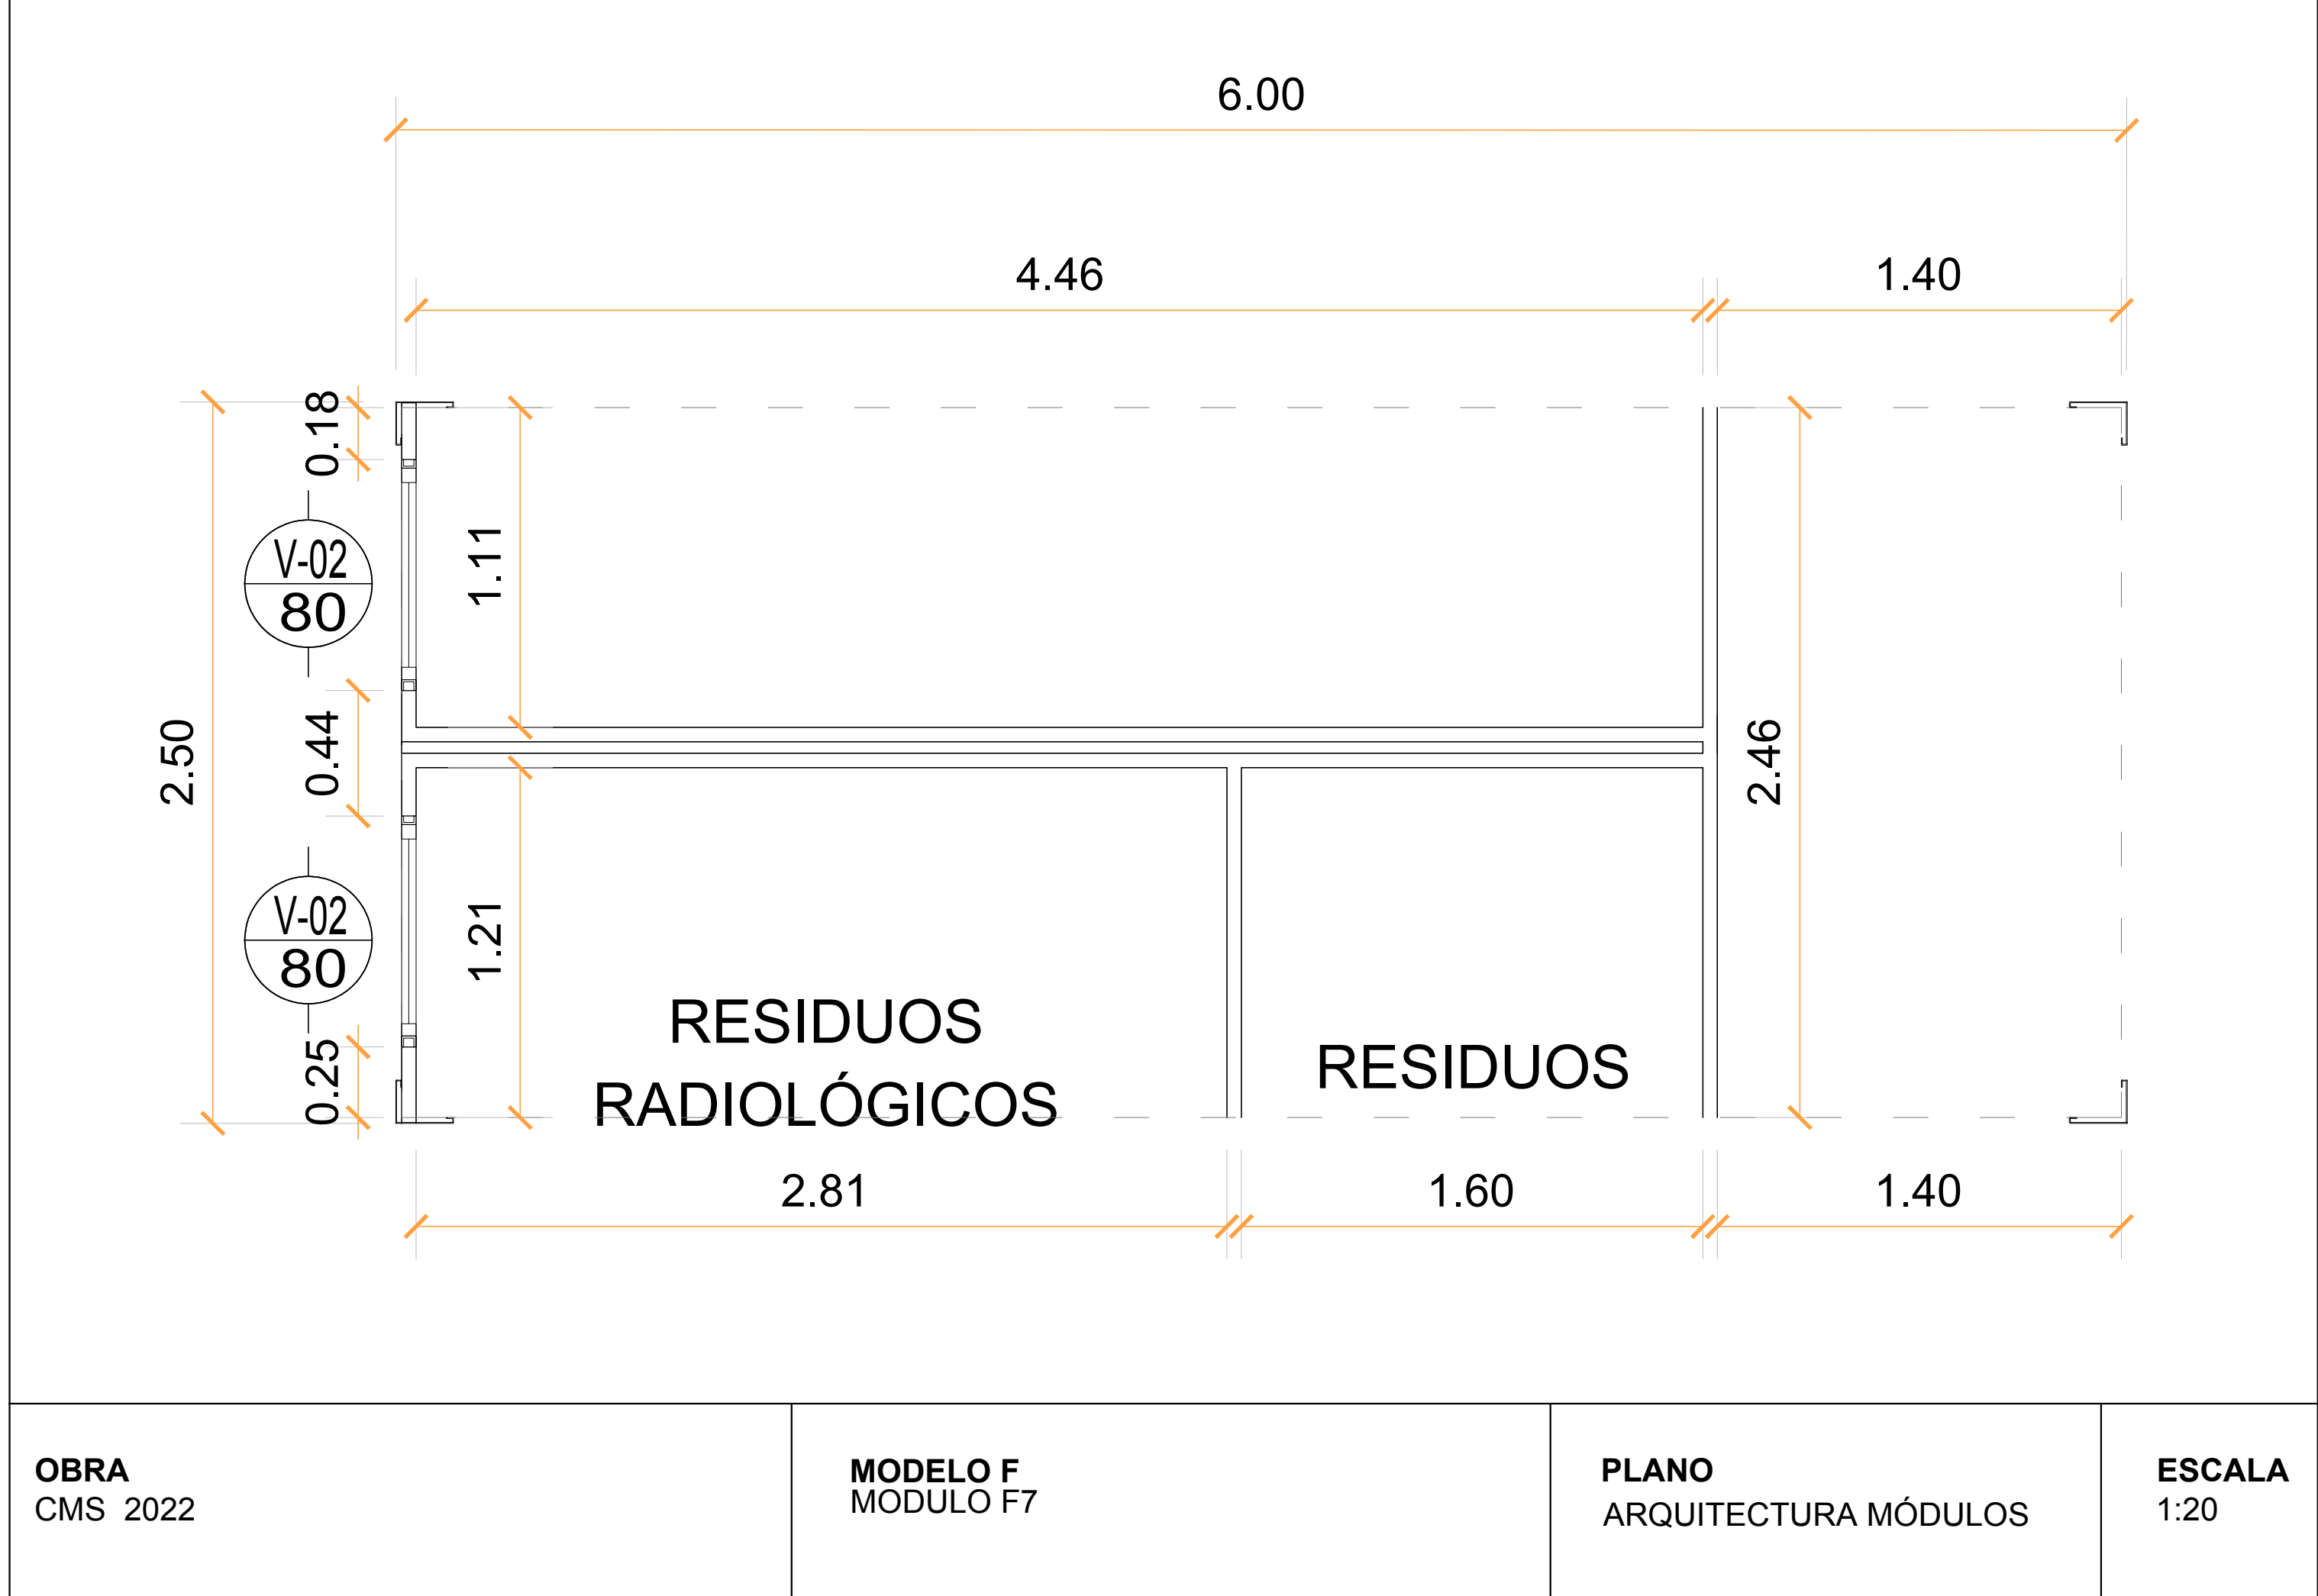 6.00
4.46
1.40
0.18
V-02
80
1.11
0.44
2.50
2.46
V-02
80
1.21
0.25
RESIDUOS
RADIOLÓGICOS
RESIDUOS
2.81
1.60
1.40
OBRA
CMS 2022
MODELO F
MODULO F7
PLANO
ARQUITECTURA MÓDULOS
ESCALA
1:20